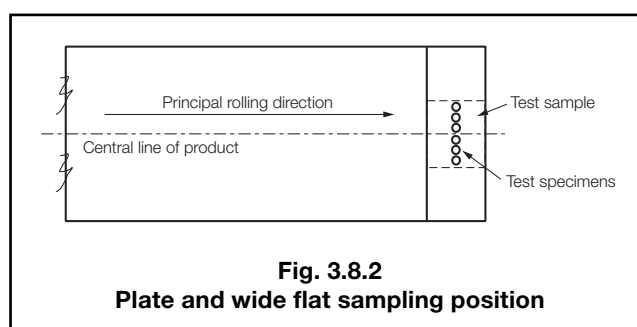 Principal rolling direction
Test sample
Central line of product
Test specimens
Fig. 3.8.2
Plate and wide flat sampling position